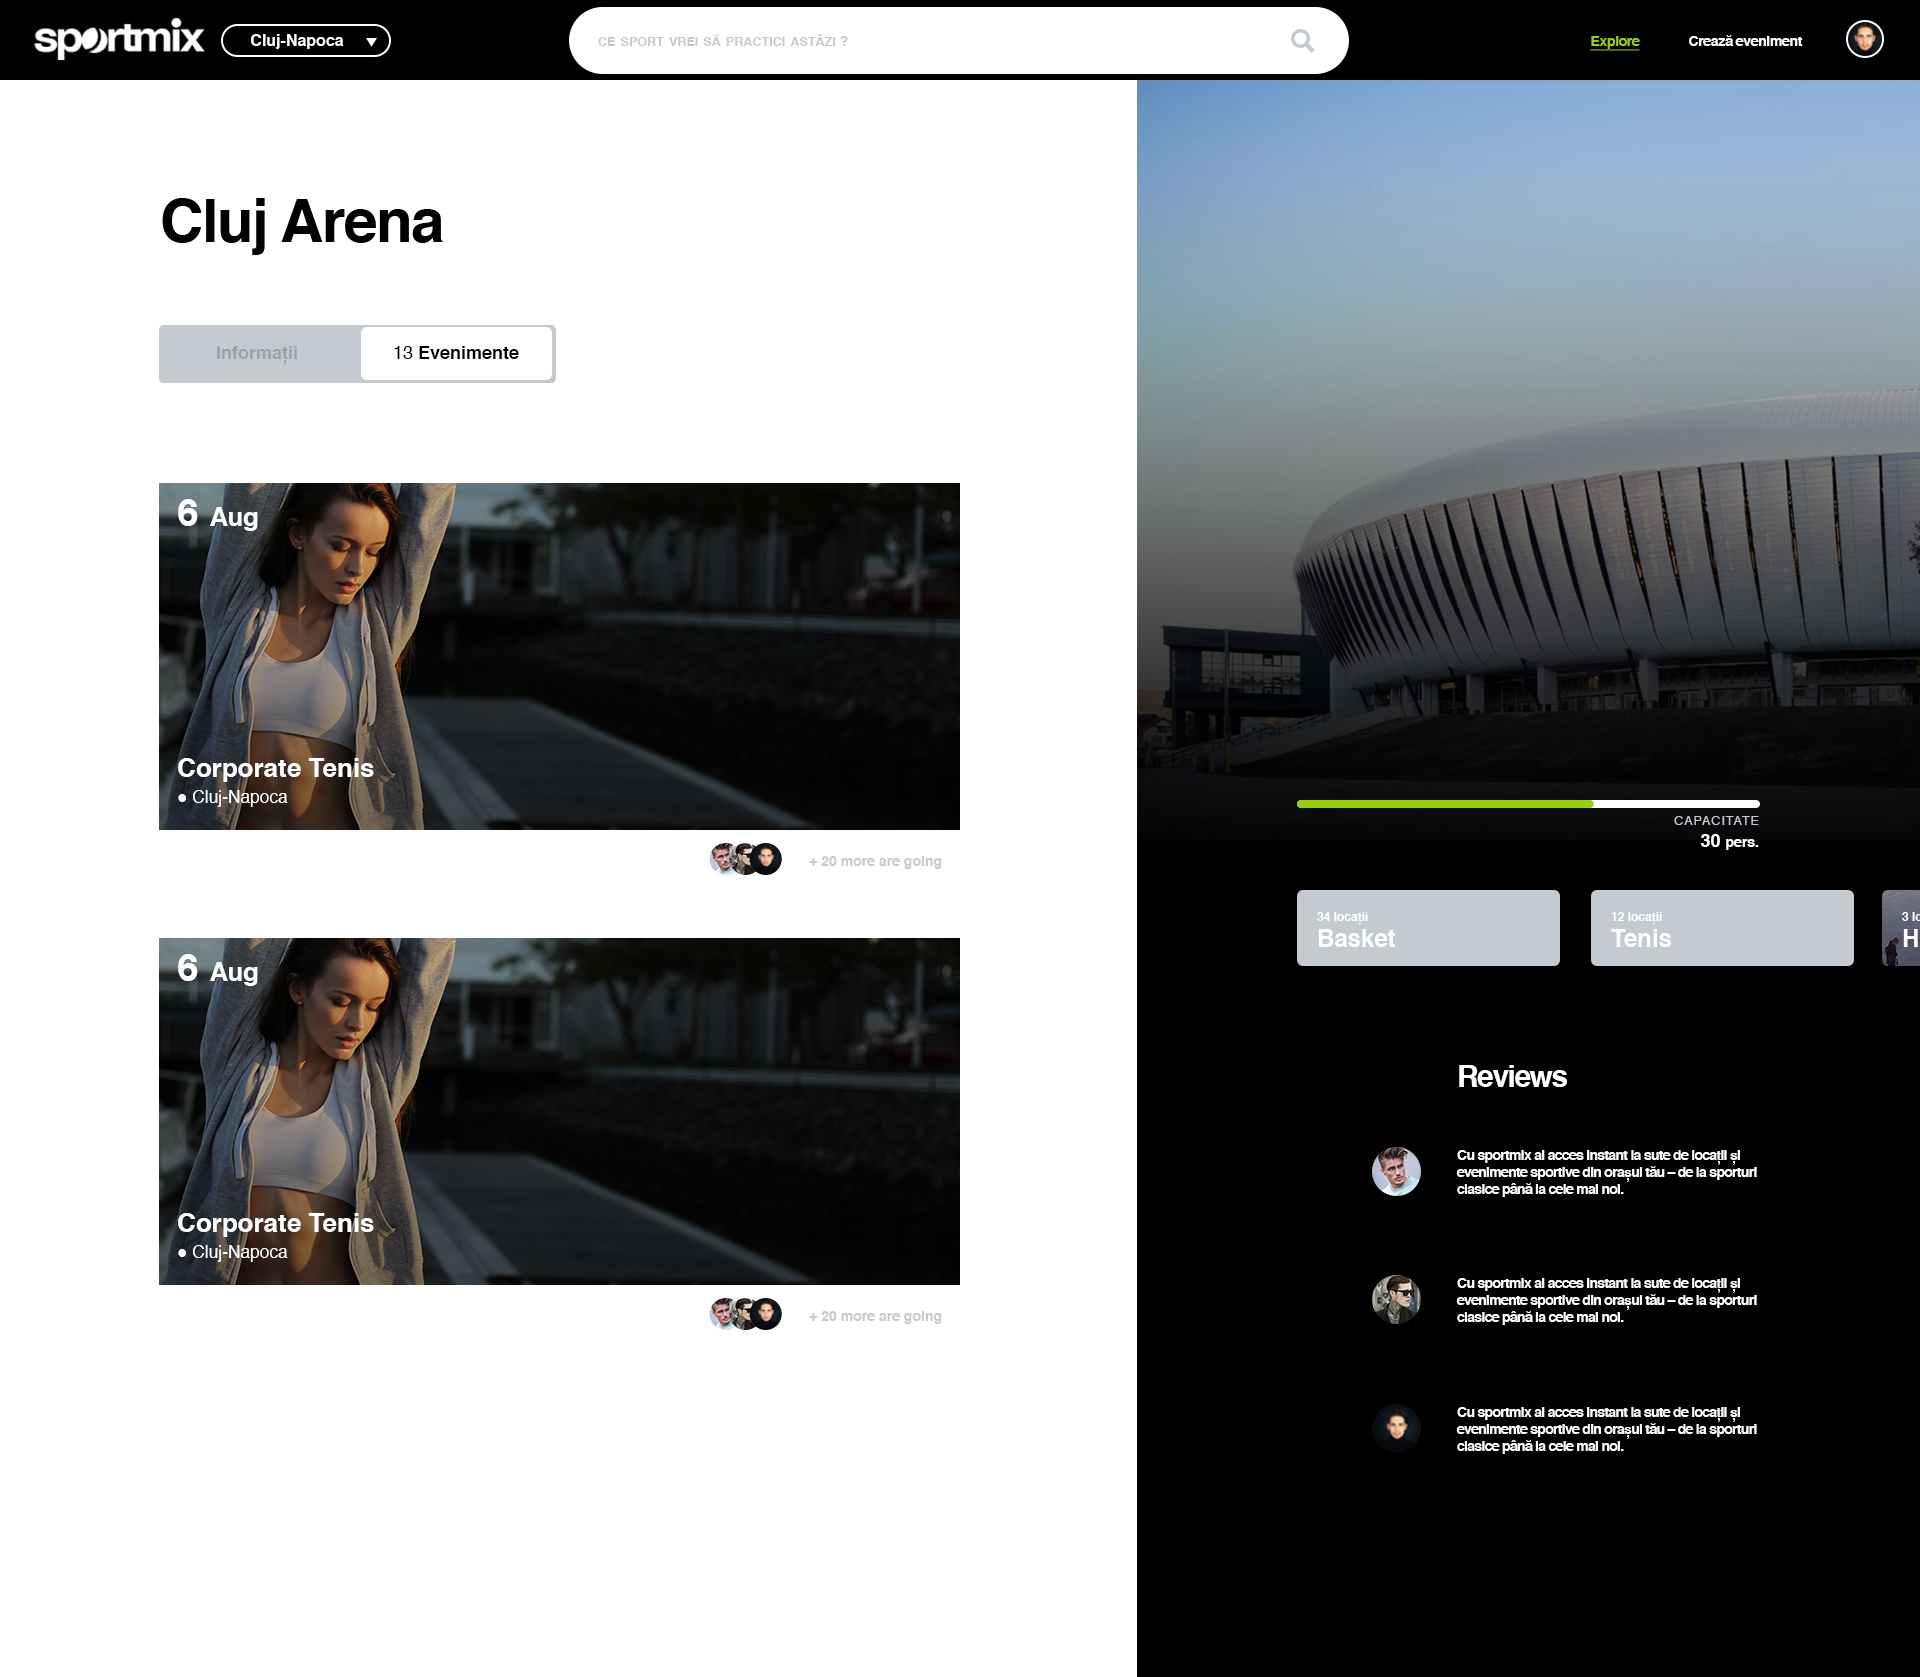 sportmix
Cluj-Napoca
CE SPORT VREI SĂ PRACTICI ASTĂZI ?
Explore
Crează eveniment
Cluj Arena
Informații
13 Evenimente
6 Aug
Corporate Tenis
● Cluj-Napoca
+ 20 more are going
6 Aug
Corporate Tenis
● Cluj-Napoca
+ 20 more are going
CAPACITATE
30 pers.
34 locații
Basket
12 locații
Tenis
3 lo
H
Reviews
Cu sportmix ai acces instant la sute de locații și
evenimente sportive din orașul tău – de la sporturi
clasice până la cele mai noi.
Cu sportmix ai acces instant la sute de locații și
evenimente sportive din orașul tău – de la sporturi
clasice până la cele mai noi.
Cu sportmix ai acces instant la sute de locații și
evenimente sportive din orașul tău – de la sporturi
clasice până la cele mai noi.